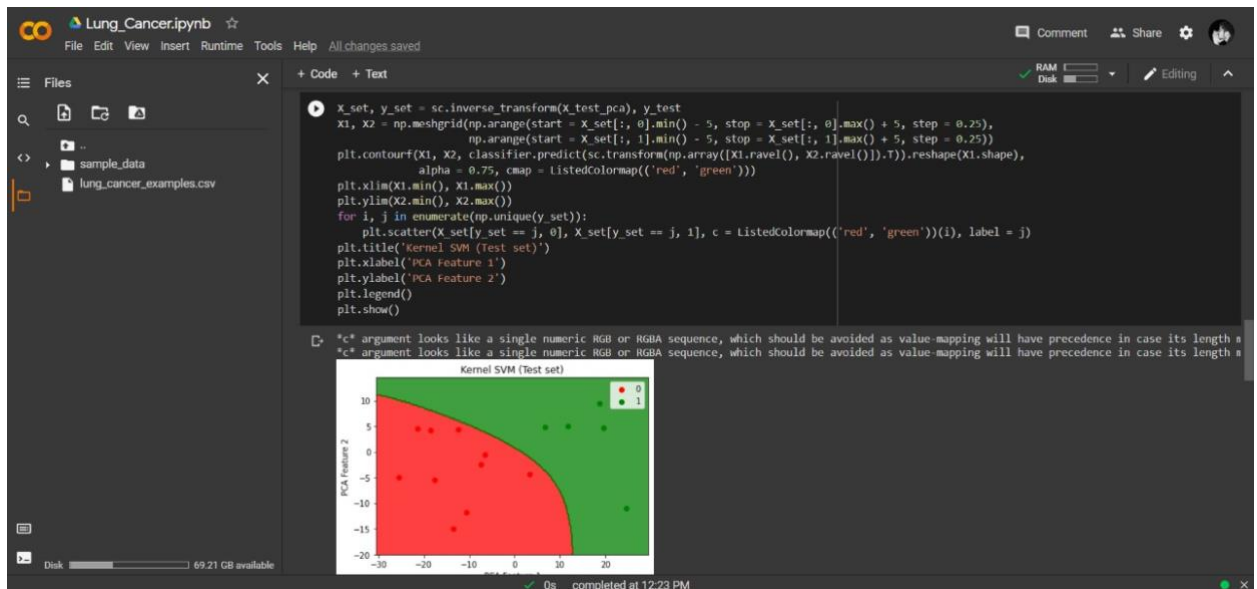 CO
Lung_Cancer.ipynb
File Edit View Insert Runtime Tools Help All changes saved
Comment
Share
Files
+ Code + Text
RAM
Disk
Editing
..
sample_data
lung_cancer_examples.csv
X_set, y_set = sc.inverse_transform(X_test_pca), y_test
X1, X2 = np.meshgrid(np.arange(start = X_set[:, 0].min() - 5, stop = X_set[:, 0].max() + 5, step = 0.25),
np.arange(start = X_set[:, 1].min() - 5, stop = X_set[:, 1].max() + 5, step = 0.25))
plt.contourf(X1, X2, classifier.predict(sc.transform(np.array([X1.ravel(), X2.ravel()]).T)).reshape(X1.shape),
alpha = 0.75, cmap = ListedColormap(('red', 'green')))
plt.xlim(X1.min(), X1.max())
plt.ylim(X2.min(), X2.max())
for i, j in enumerate(np.unique(y_set)):
plt.scatter(X_set[y_set == j, 0], X_set[y_set == j, 1], c = ListedColormap(('red', 'green'))(i), label = j)
plt.title('Kernel SVM (Test set)')
plt.xlabel('PCA Feature 1')
plt.ylabel('PCA Feature 2')
plt.legend()
plt.show()
*c* argument looks like a single numeric RGB or RGBA sequence, which should be avoided as value-mapping will have precedence in case its length
*c* argument looks like a single numeric RGB or RGBA sequence, which should be avoided as value-mapping will have precedence in case its length
Kernel SVM (Test set)
0
1
PCA Feature 2
10
5
0
−5
−10
−15
−20
−30 −20 −10 0 10 20
Disk
69.21 GB available
0s completed at 12:23 PM